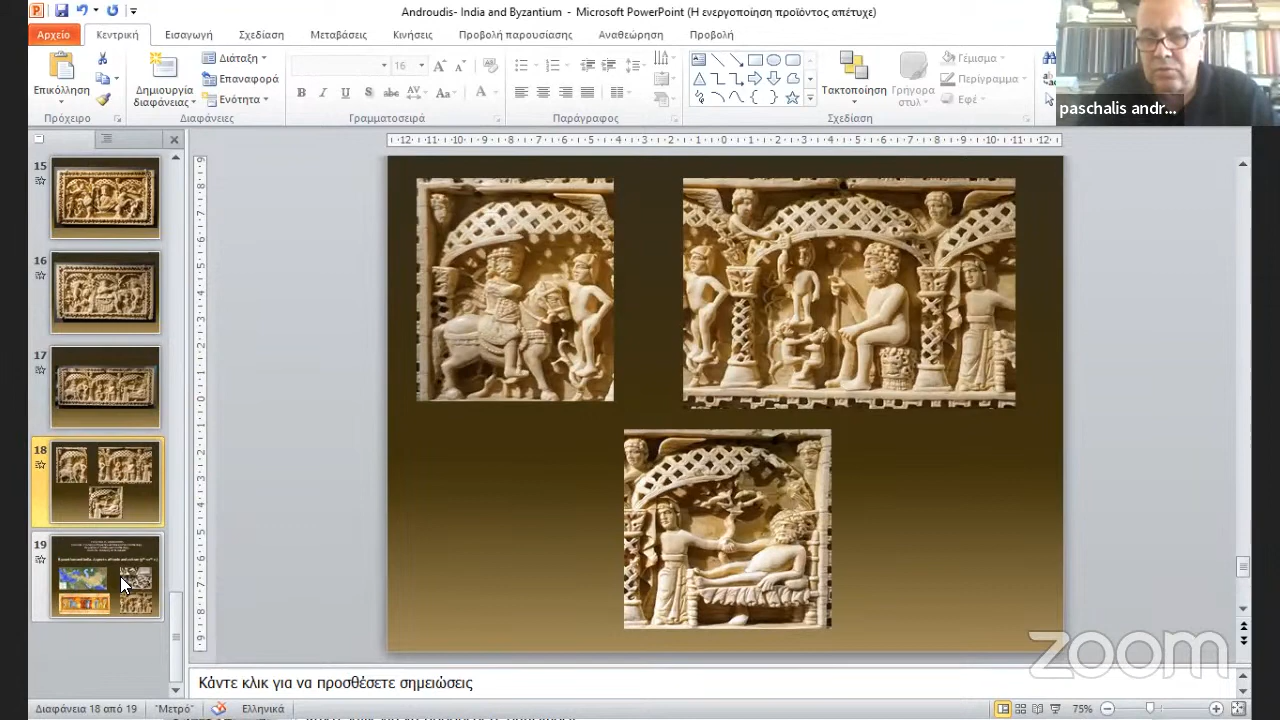 Androudis- India and Byzantium - Microsoft PowerPoint (Η ενεργοποίηση προϊόντος απέτυχε)
Αρχείο Κεντρική Εισαγωγή Σχεδίαση Μεταβάσεις Κινήσεις Προβολή παρουσίασης Αναθεώρηση Προβολή
Επικόλληση
Πρόχειρο
Δημιουργία
διαφάνειας
Διάταξη
Επαναφορά
Ενότητα
Διαφάνειες
16
Γραμματοσειρά
Παράγραφος
Τακτοποίηση
Γρήγορα
στυλ
Γέμισμα
Περίγραμμα
Εφέ
Σχεδίαση
paschalis andr...
15
16
17
18
19
zoom
Κάντε κλικ για να προσθέσετε σημειώσεις
Διαφάνεια 18 από 19 "Μετρό" Ελληνικά 75%